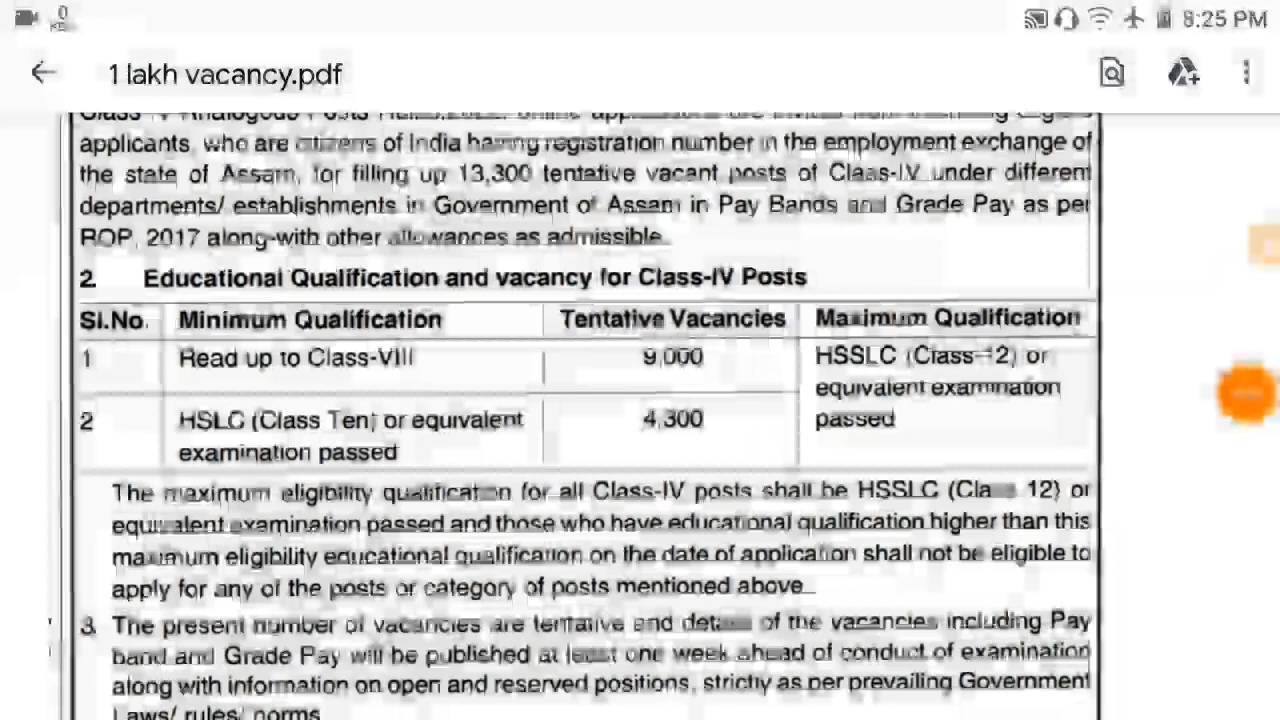 0
8:25 PM
1 lakh vacancy.pdf
applicants, who are citizens of India having registration number in the employment exchange of
the state of Assam, for filling up 13,300 tentative vacant posts of Class-IV under different
departments/ establishments in Government of Assam in Pay Bands and Grade Pay as per
ROP, 2017 along-with other allowances as admissible.
2. Educational Qualification and vacancy for Class-IV Posts
Sl.No. Minimum Qualification Tentative Vacancies Maximum Qualification
1 Read up to Class-VIII 9,000 HSSLC (Class-12) or
equivalent examination
2 HSLC (Class Ten) or equivalent 4,300 passed
examination passed
The maximum eligibility qualification for all Class-IV posts shall be HSSLC (Class 12) or
equivalent examination passed and those who have educational qualification higher than this
maximum eligibility educational qualification on the date of application shall not be eligible to
apply for any of the posts or category of posts mentioned above.
3. The present number of vacancies are tentative and details of the vacancies including Pay
band and Grade Pay will be published at least one week ahead of conduct of examination
along with information on open and reserved positions, strictly as per prevailing Government
Laws/ rules/ norms